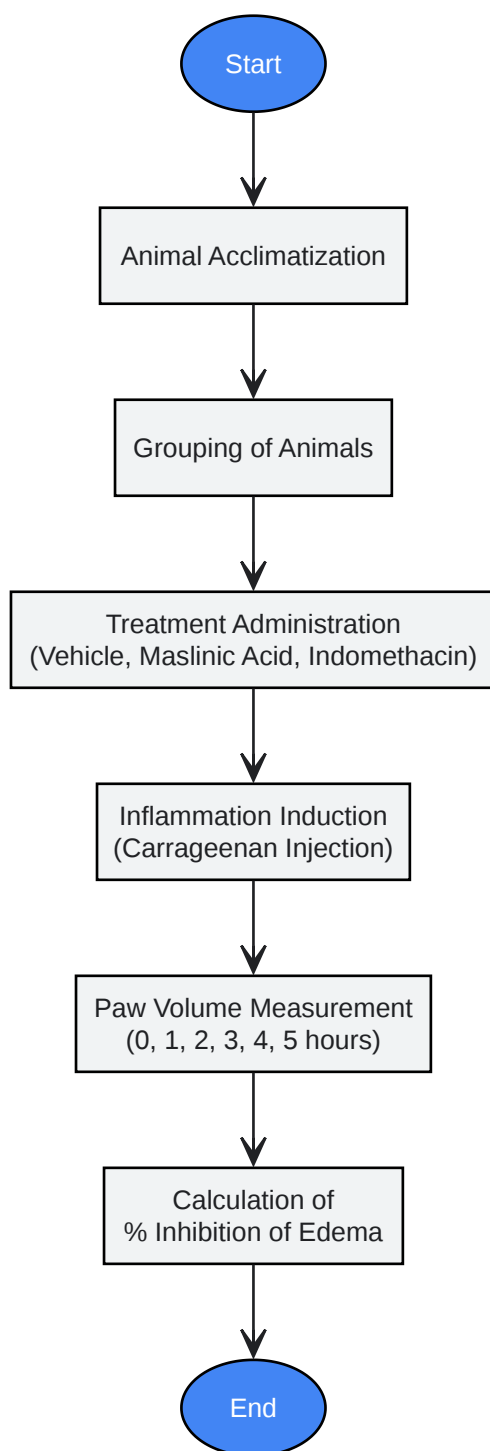 Start
Animal Acclimatization
Grouping of Animals
Treatment Administration
(Vehicle, Maslinic Acid, Indomethacin)
Inflammation Induction
(Carrageenan Injection)
Paw Volume Measurement
(0, 1, 2, 3, 4, 5 hours)
Calculation of
% Inhibition of Edema
End